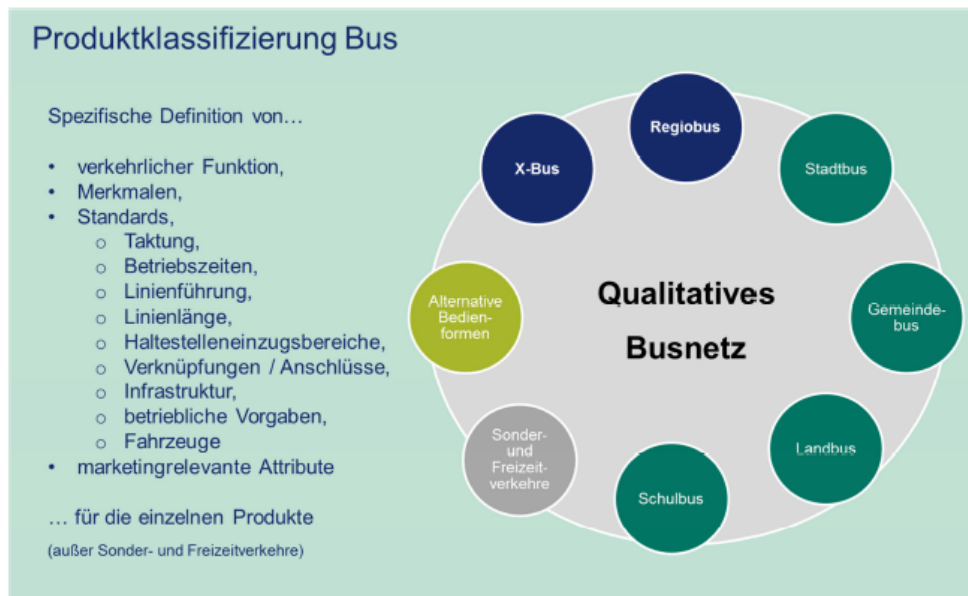 Produktklassifizierung Bus
Spezifische Definition von…
• verkehrlicher Funktion,
• Merkmalen,
• Standards,
o Taktung,
o Betriebszeiten,
o Linienführung,
o Linienlänge,
o Haltestelleneinzugsbereiche,
o Verknüpfungen / Anschlüsse,
o Infrastruktur,
o betriebliche Vorgaben,
o Fahrzeuge
• marketingrelevante Attribute
… für die einzelnen Produkte
(außer Sonder- und Freizeitverkehre)
Qualitatives
Busnetz
Regiobus
Stadtbus
Gemeinde-
bus
Landbus
Schulbus
Sonder-
und
Freizeit-
verkehre
Alternative
Bedien-
formen
X-Bus